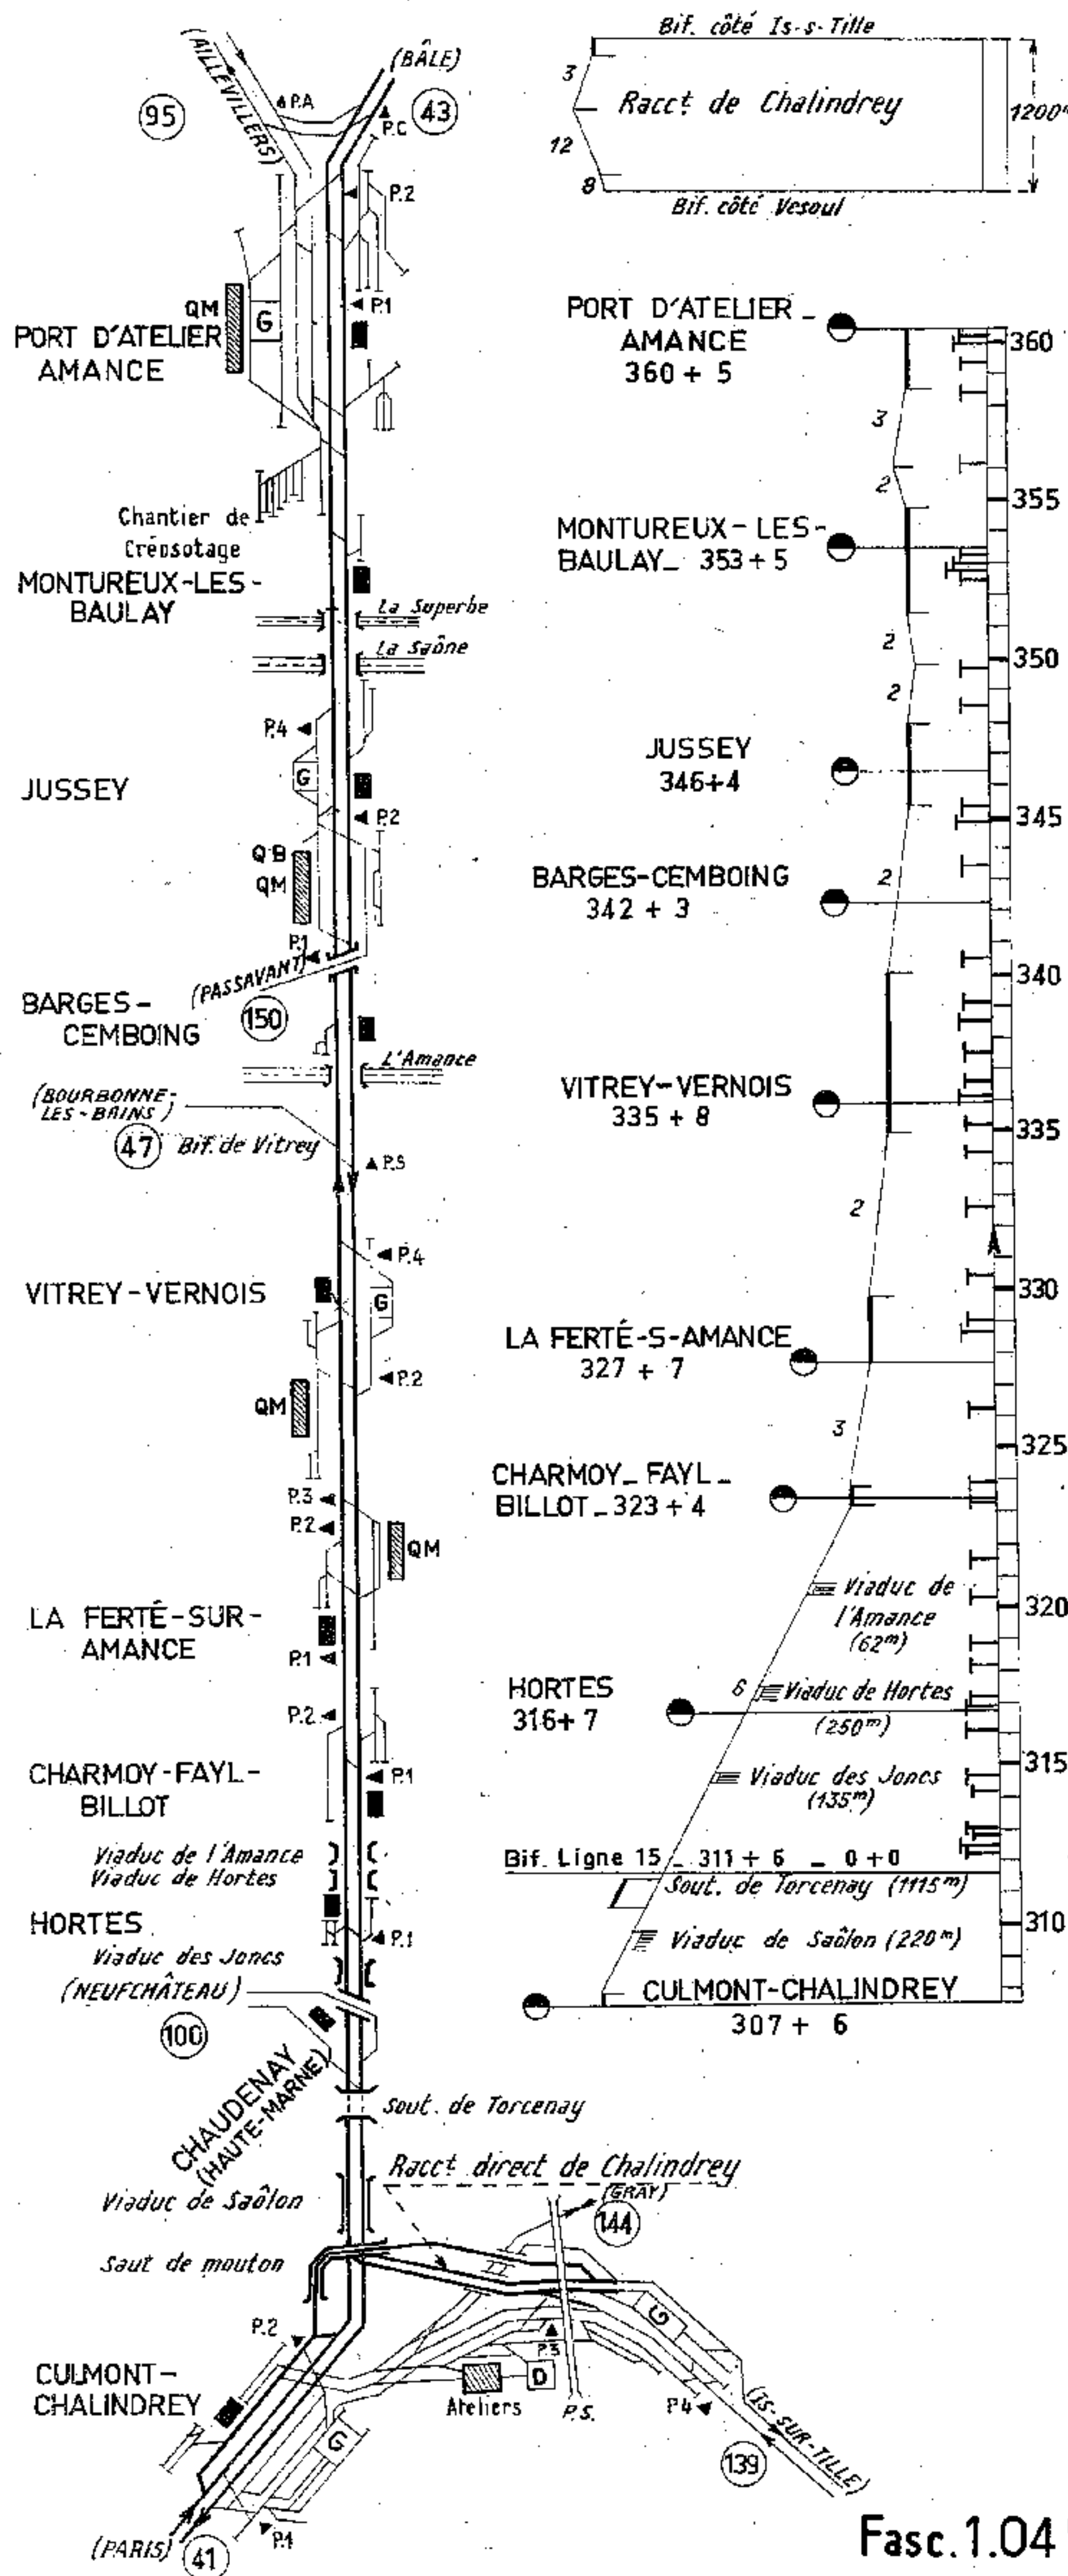 (AILLEVILLERS)
(BÂLE)
95
P.A
P.C
43
P.2
P.1
QM
G
PORT D'ATELIER
AMANCE
Chantier de
Créosotage
MONTUREUX-LES-
BAULAY
La Superbe
La Saône
P.4
G
JUSSEY
P.2
QB
QM
P.1
(PASSAVANT)
150
BARGES-
CEMBOING
L'Amance
(BOURBONNE-
LES-BAINS)
47
Bif. de Vitrey
P.S
P.4
VITREY-VERNOIS
G
P.2
QM
P.3
P.2
QM
LA FERTÉ-SUR-
AMANCE
P.1
P.2
CHARMOY-FAYL-
BILLOT
P.1
Viaduc de l'Amance
Viaduc de Hortes
HORTES
P.1
Viaduc des Joncs
(NEUFCHÂTEAU)
100
CHAUDENAY
(HAUTE-MARNE)
Sout. de Torcenay
Racct direct de Chalindrey
Viaduc de Saôlon
(GRAY)
144
Saut de mouton
P.2
G
P.3
CULMONT-
CHALINDREY
Ateliers
D
P.S.
P.4
(IS-SUR-TILLE)
139
G
P.1
(PARIS)
41
Bif. côté Is-s-Tille
3
Racct de Chalindrey
1200m
12
8
Bif. côté Vesoul
PORT D'ATELIER_
AMANCE
360 + 5
360
3
2
355
MONTUREUX-LES-
BAULAY_ 353 + 5
2
350
2
JUSSEY
346+4
345
BARGES-CEMBOING
342 + 3
2
340
VITREY-VERNOIS
335 + 8
335
2
330
LA FERTÉ-S-AMANCE
327 + 7
3
325
CHARMOY_FAYL_
BILLOT_323 + 4
Viaduc de
l'Amance
(62m)
320
HORTES
316+7
6
Viaduc de Hortes
(250m)
315
Viaduc des Joncs
(135m)
Bif. Ligne 15 _ 311 + 6 _ 0+0
Sout. de Torcenay (1115m)
310
Viaduc de Saôlon (220m)
CULMONT-CHALINDREY
307 + 6
Fasc.1.04